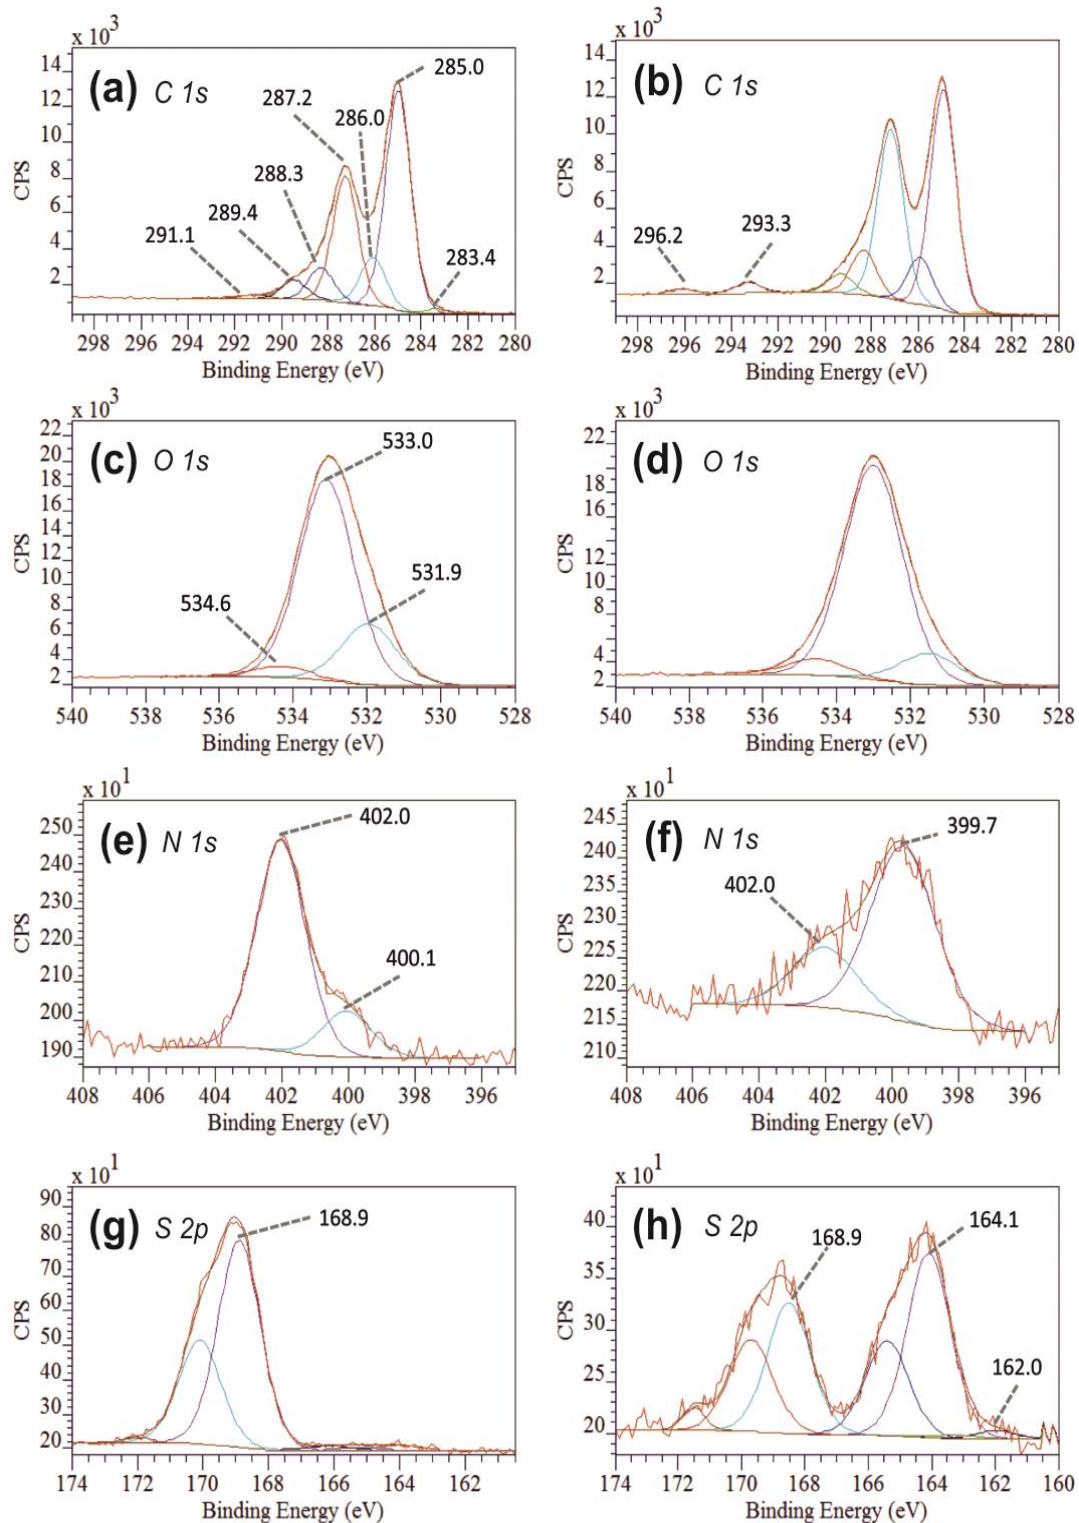 x 10³
(a) C 1s
287.2
285.0
286.0
288.3
289.4
291.1
283.4
14
12
10
8
6
4
2
CPS
298 296 294 292 290 288 286 284 282 280
Binding Energy (eV)
x 10³
(b) C 1s
296.2
293.3
14
12
10
8
6
4
2
CPS
298 296 294 292 290 288 286 284 282 280
Binding Energy (eV)
x 10³
(c) O 1s
533.0
531.9
534.6
22
20
18
16
14
12
10
8
6
4
2
CPS
540 538 536 534 533 532 530 528
Binding Energy (eV)
x 10³
(d) O 1s
22
20
18
16
14
12
10
8
6
4
2
CPS
540 538 536 533 531 530 528
Binding Energy (eV)
x 10¹
(e) N 1s
402.0
400.1
250
240
230
220
210
200
190
CPS
408 406 404 402 400 398 396
Binding Energy (eV)
x 10¹
(f) N 1s
399.7
402.0
245
240
235
230
225
220
215
210
CPS
408 406 404 402 400 398 396
Binding Energy (eV)
x 10¹
(g) S 2p
168.9
90
80
70
60
50
40
30
20
CPS
174 172 170 168 166 164 162
Binding Energy (eV)
x 10¹
(h) S 2p
168.9
164.1
162.0
40
35
30
25
20
CPS
174 172 170 168 166 164 162 160
Binding Energy (eV)